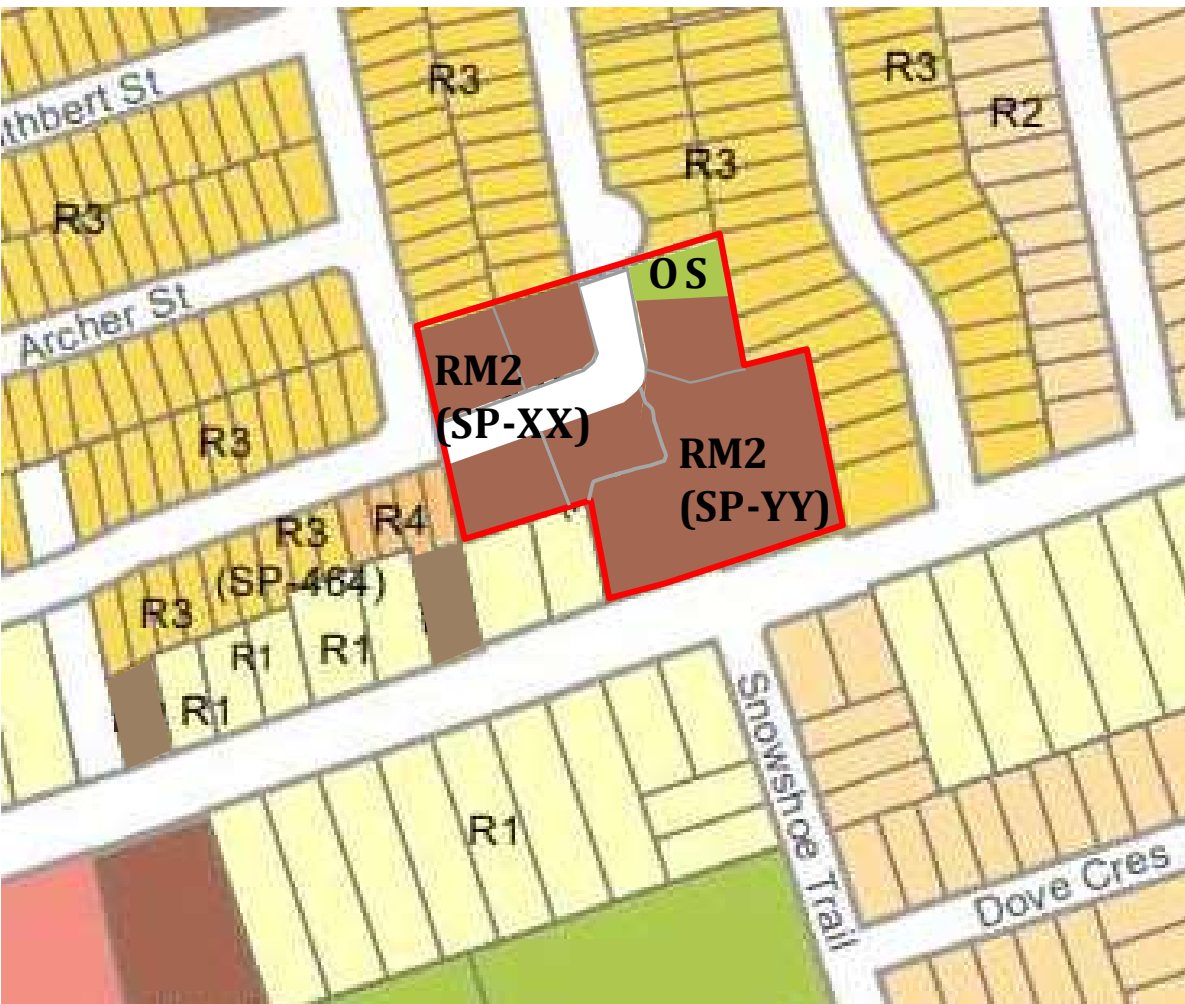 R3
R3
R2
thbert St
R3
R3
OS
Archer St
RM2
(SP-XX)
R3
RM2
(SP-YY)
R4
R3
(SP-464)
R3
R1
R1
R1
Snowshoe Trail
R1
Dove Cres